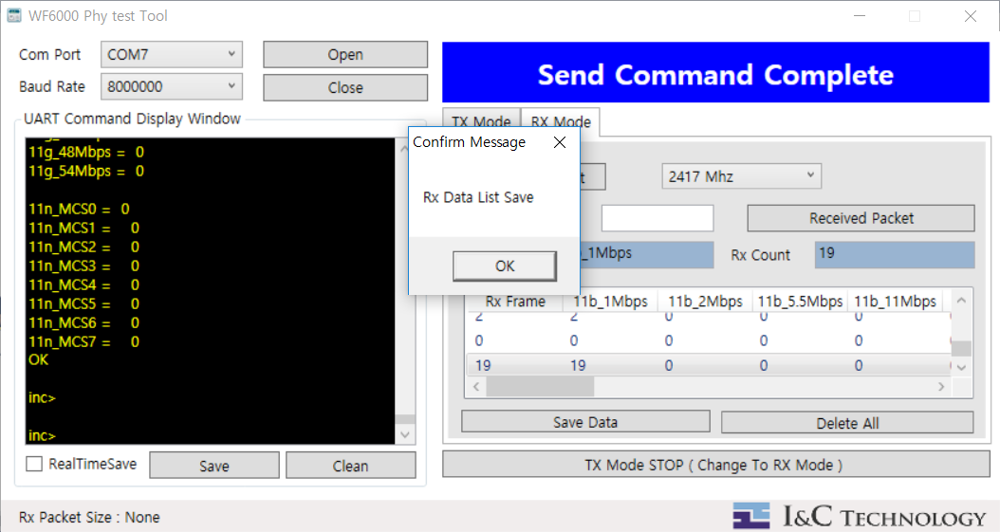 WF6000 Phy test Tool
Com Port COM7 Open
Baud Rate 8000000 Close
Send Command Complete
UART Command Display Window
11g_48Mbps = 0
11g_54Mbps = 0
11n_MCS0 = 0
11n_MCS1 = 0
11n_MCS2 = 0
11n_MCS3 = 0
11n_MCS4 = 0
11n_MCS5 = 0
11n_MCS6 = 0
11n_MCS7 = 0
OK
inc>
inc>
RealTimeSave Save Clean
TX Mode RX Mode
Confirm Message
Rx Data List Save
OK
2417 Mhz
Received Packet
_1Mbps Rx Count 19
Rx Frame 11b_1Mbps 11b_2Mbps 11b_5.5Mbps 11b_11Mbps
2 2 0 0 0
0 0 0 0 0
19 19 0 0 0
Save Data Delete All
TX Mode STOP ( Change To RX Mode )
Rx Packet Size : None
I&C TECHNOLOGY